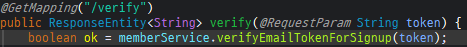 @GetMapping("/verify")
public ResponseEntity<String> verify(@RequestParam String token) {
boolean ok = memberService.verifyEmailTokenForSignup(token);